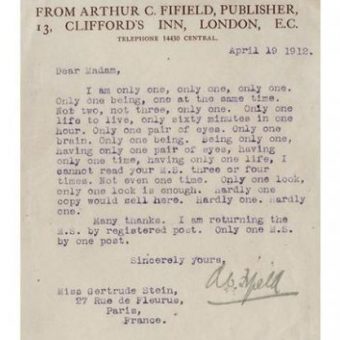 FROM ARTHUR C. FIFIELD, PUBLISHER,
13, CLIFFORD'S INN, LONDON, E.C.
TELEPHONE 14430 CENTRAL.
April 19 1912.
Dear Madam,
I am only one, only one, only one.
Only one being, one at the same time.
Not two, not three, only one. Only one
life to live, only sixty minutes in one
hour. Only one pair of eyes. Only one
brain. Only one being. Being only one,
having only one pair of eyes, having
only one time, having only one life, I
cannot read your M.S. three or four
times. Not even one time. Only one look,
only one look is enough. Hardly one
copy would sell here. Hardly one. Hardly
one.
Many thanks. I am returning the
M.S. by registered post. Only one M.S.
by one post.
Sincerely yours,
A. C. Fifield
Miss Gertrude Stein,
27 Rue de Fleurus,
Paris,
France.